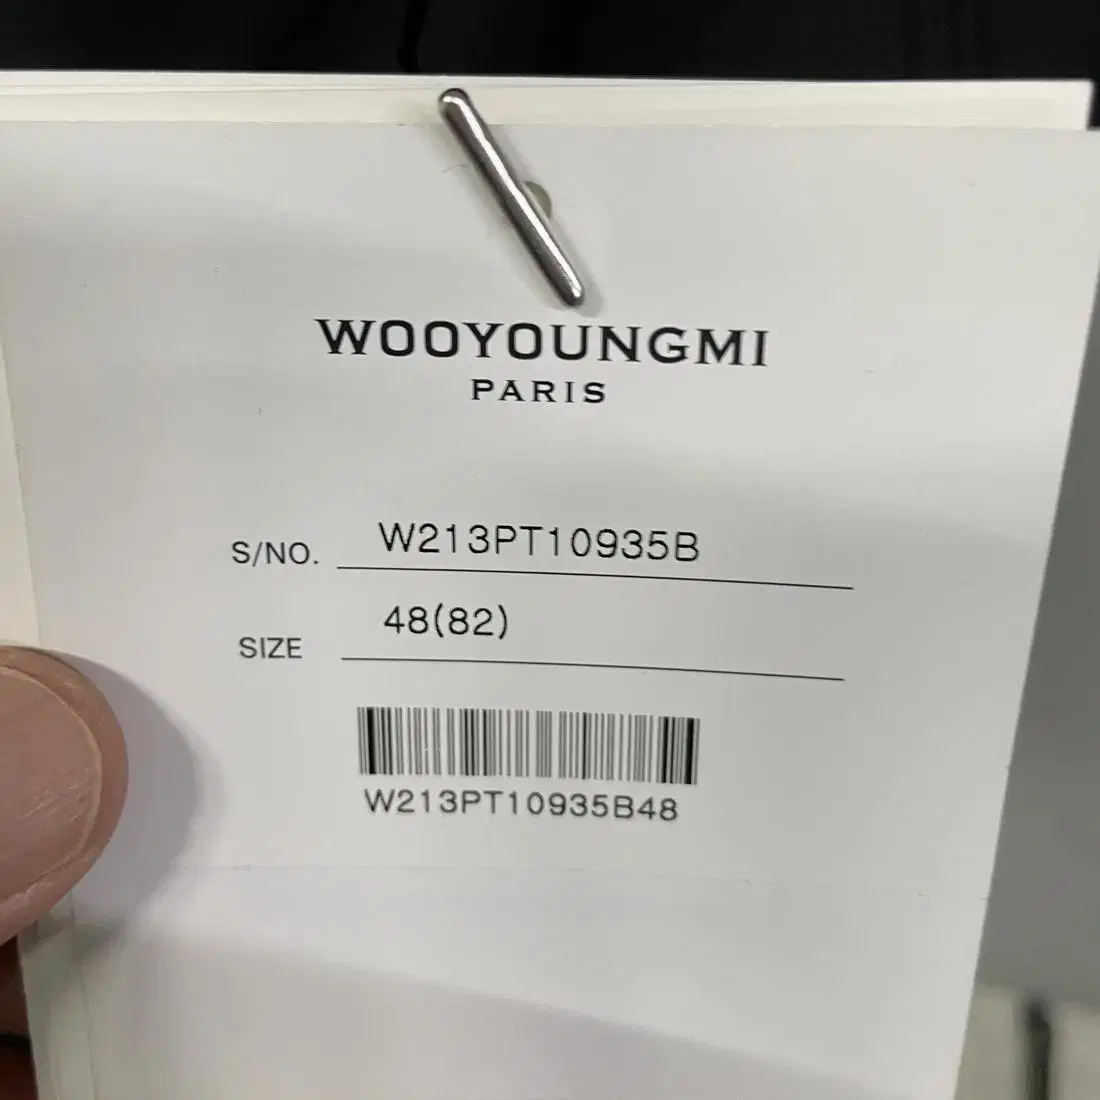 WOOYOUNGMI
PARIS
S/NO. W213PT10935B
SIZE 48(82)
W213PT10935B48